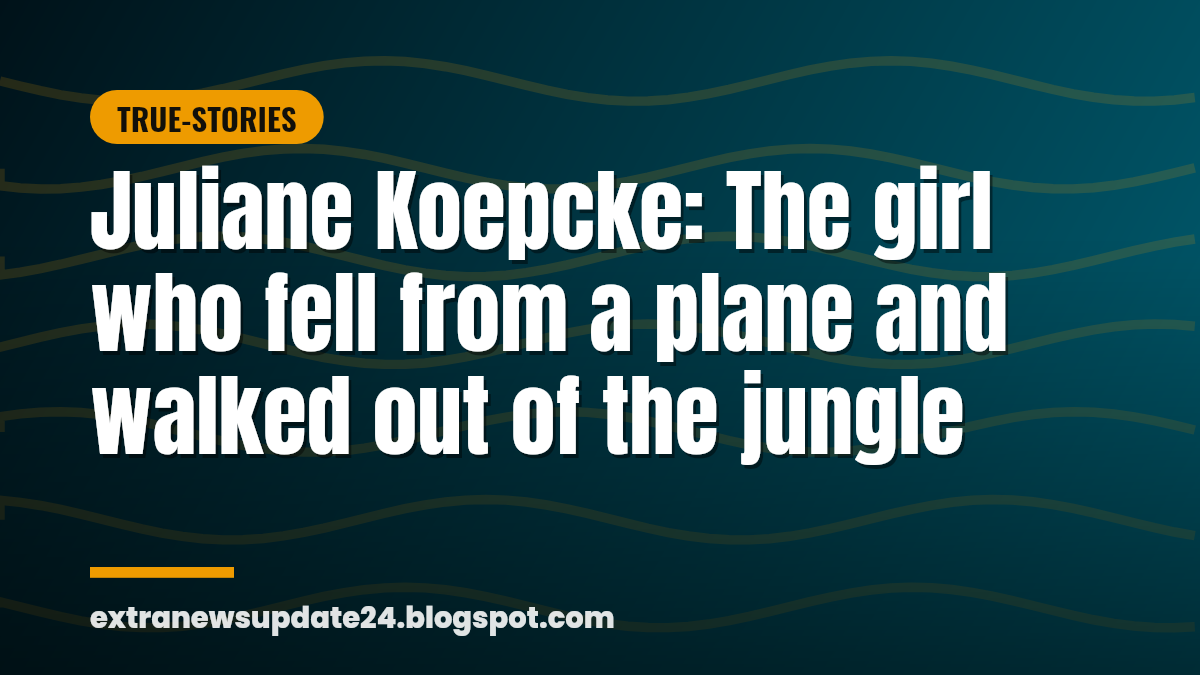 TRUE-STORIES
Juliane Koepcke: The girl
who fell from a plane and
walked out of the jungle
extranewsupdate24.blogspot.com